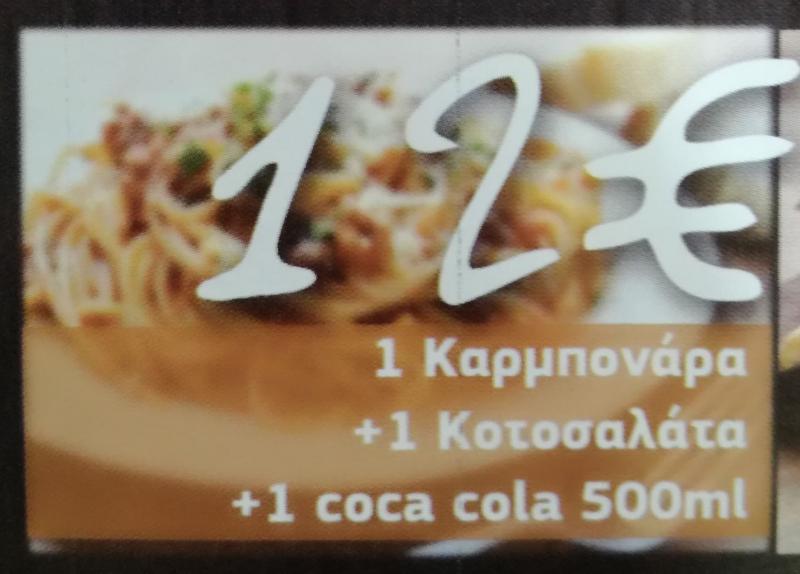 12€
1 Καρμπονάρα
+1 Κοτοσαλάτα
+1 coca cola 500ml